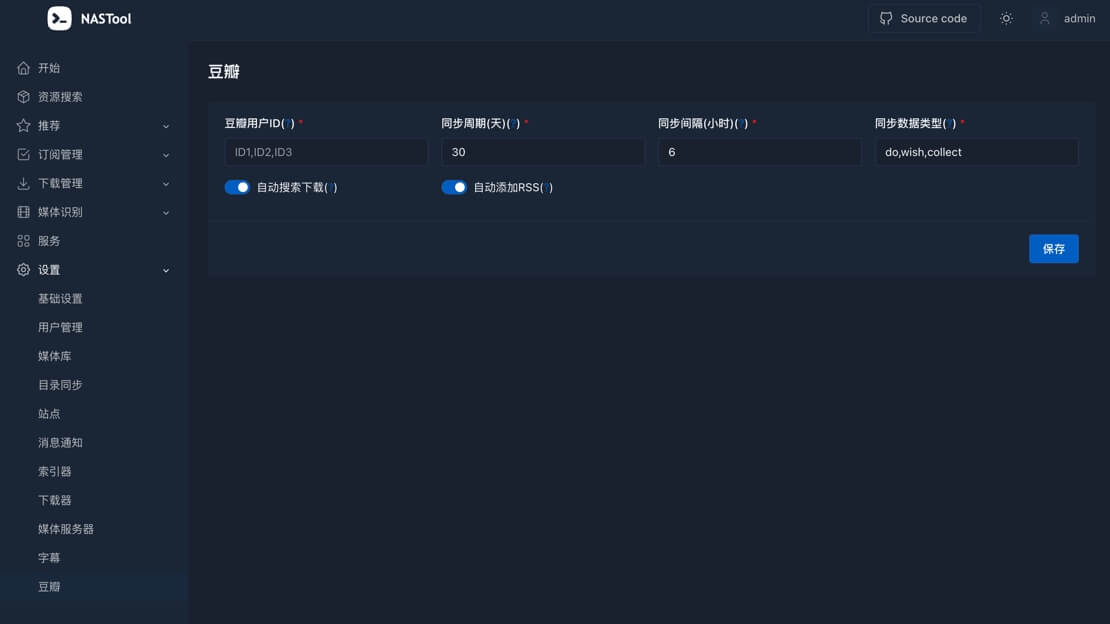 NASTool
Source code
admin
开始
资源搜索
推荐
订阅管理
下载管理
媒体识别
服务
设置
基础设置
用户管理
媒体库
目录同步
站点
消息通知
索引器
下载器
媒体服务器
字幕
豆瓣
豆瓣
豆瓣用户ID(?) *
同步周期(天)(?) *
同步间隔(小时)(?) *
同步数据类型(?) *
ID1,ID2,ID3
30
6
do,wish,collect
自动搜索下载(?)
自动添加RSS(?)
保存